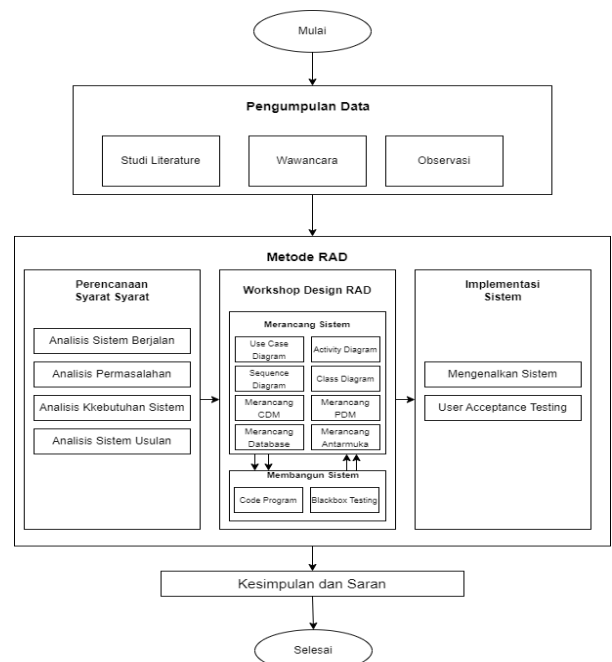 Mulai
Pengumpulan Data
Studi Literature
Wawancara
Observasi
Metode RAD
Perencanaan
Syarat Syarat
Analisis Sistem Berjalan
Analisis Permasalahan
Analisis Kkebutuhan Sistem
Analisis Sistem Usulan
Workshop Design RAD
Merancang Sistem
Use Case
Diagram
Activity Diagram
Sequence
Diagram
Class Diagram
Merancang
CDM
Merancang
PDM
Merancang
Database
Merancang
Antarmuka
Membangun Sistem
Code Program
Blackbox Testing
Implementasi
Sistem
Mengenalkan Sistem
User Acceptance Testing
Kesimpulan dan Saran
Selesai